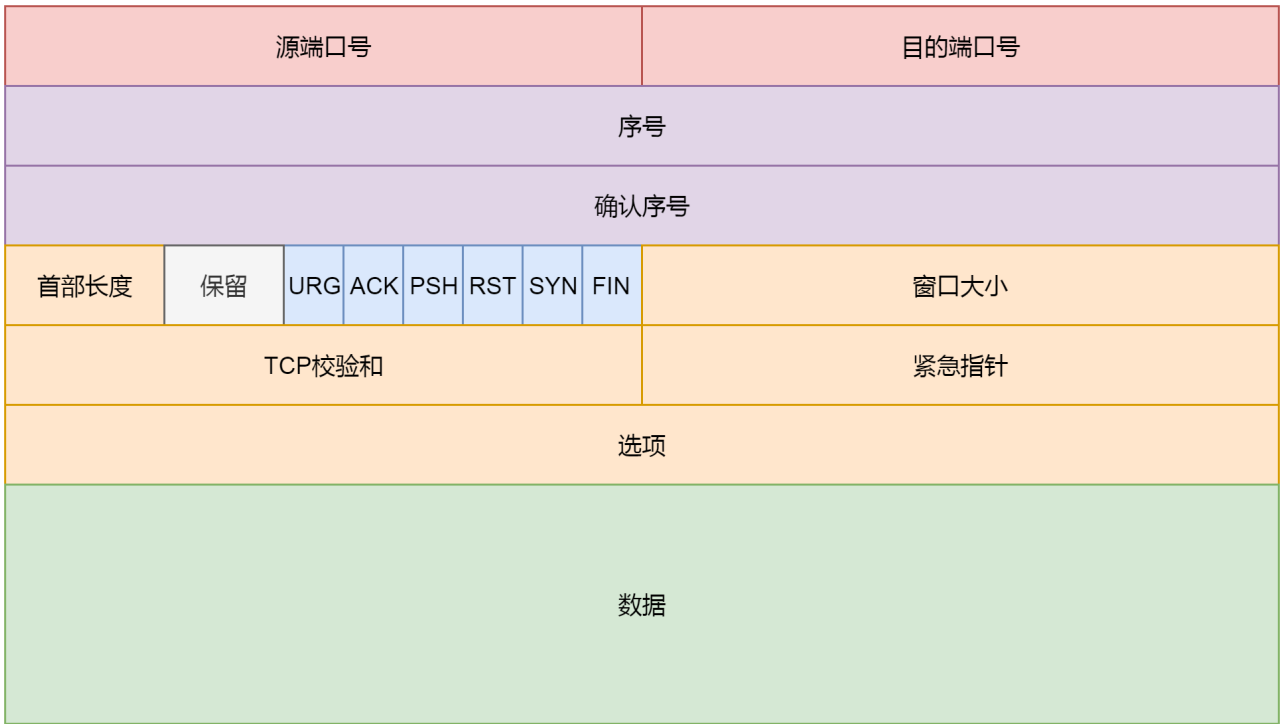 源端口号 目的端口号
序号
确认序号
首部长度 保留 URG ACK PSH RST SYN FIN 窗口大小
TCP校验和 紧急指针
选项
数据